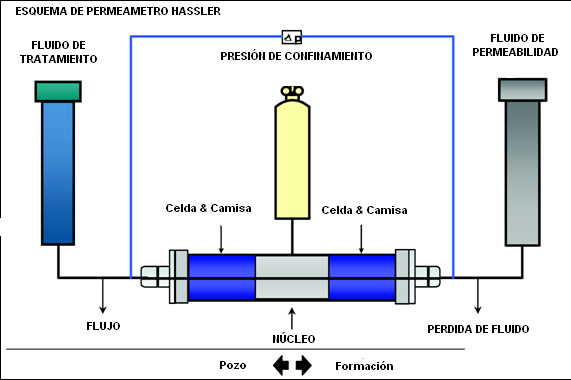 ESQUEMA DE PERMEAMETRO HASSLER
FLUIDO DE
TRATAMIENTO
ΔP
PRESIÓN DE CONFINAMIENTO
FLUIDO DE
PERMEABILIDAD
Celda & Camisa
Celda & Camisa
FLUJO
NÚCLEO
PERDIDA DE FLUIDO
Pozo
Formación